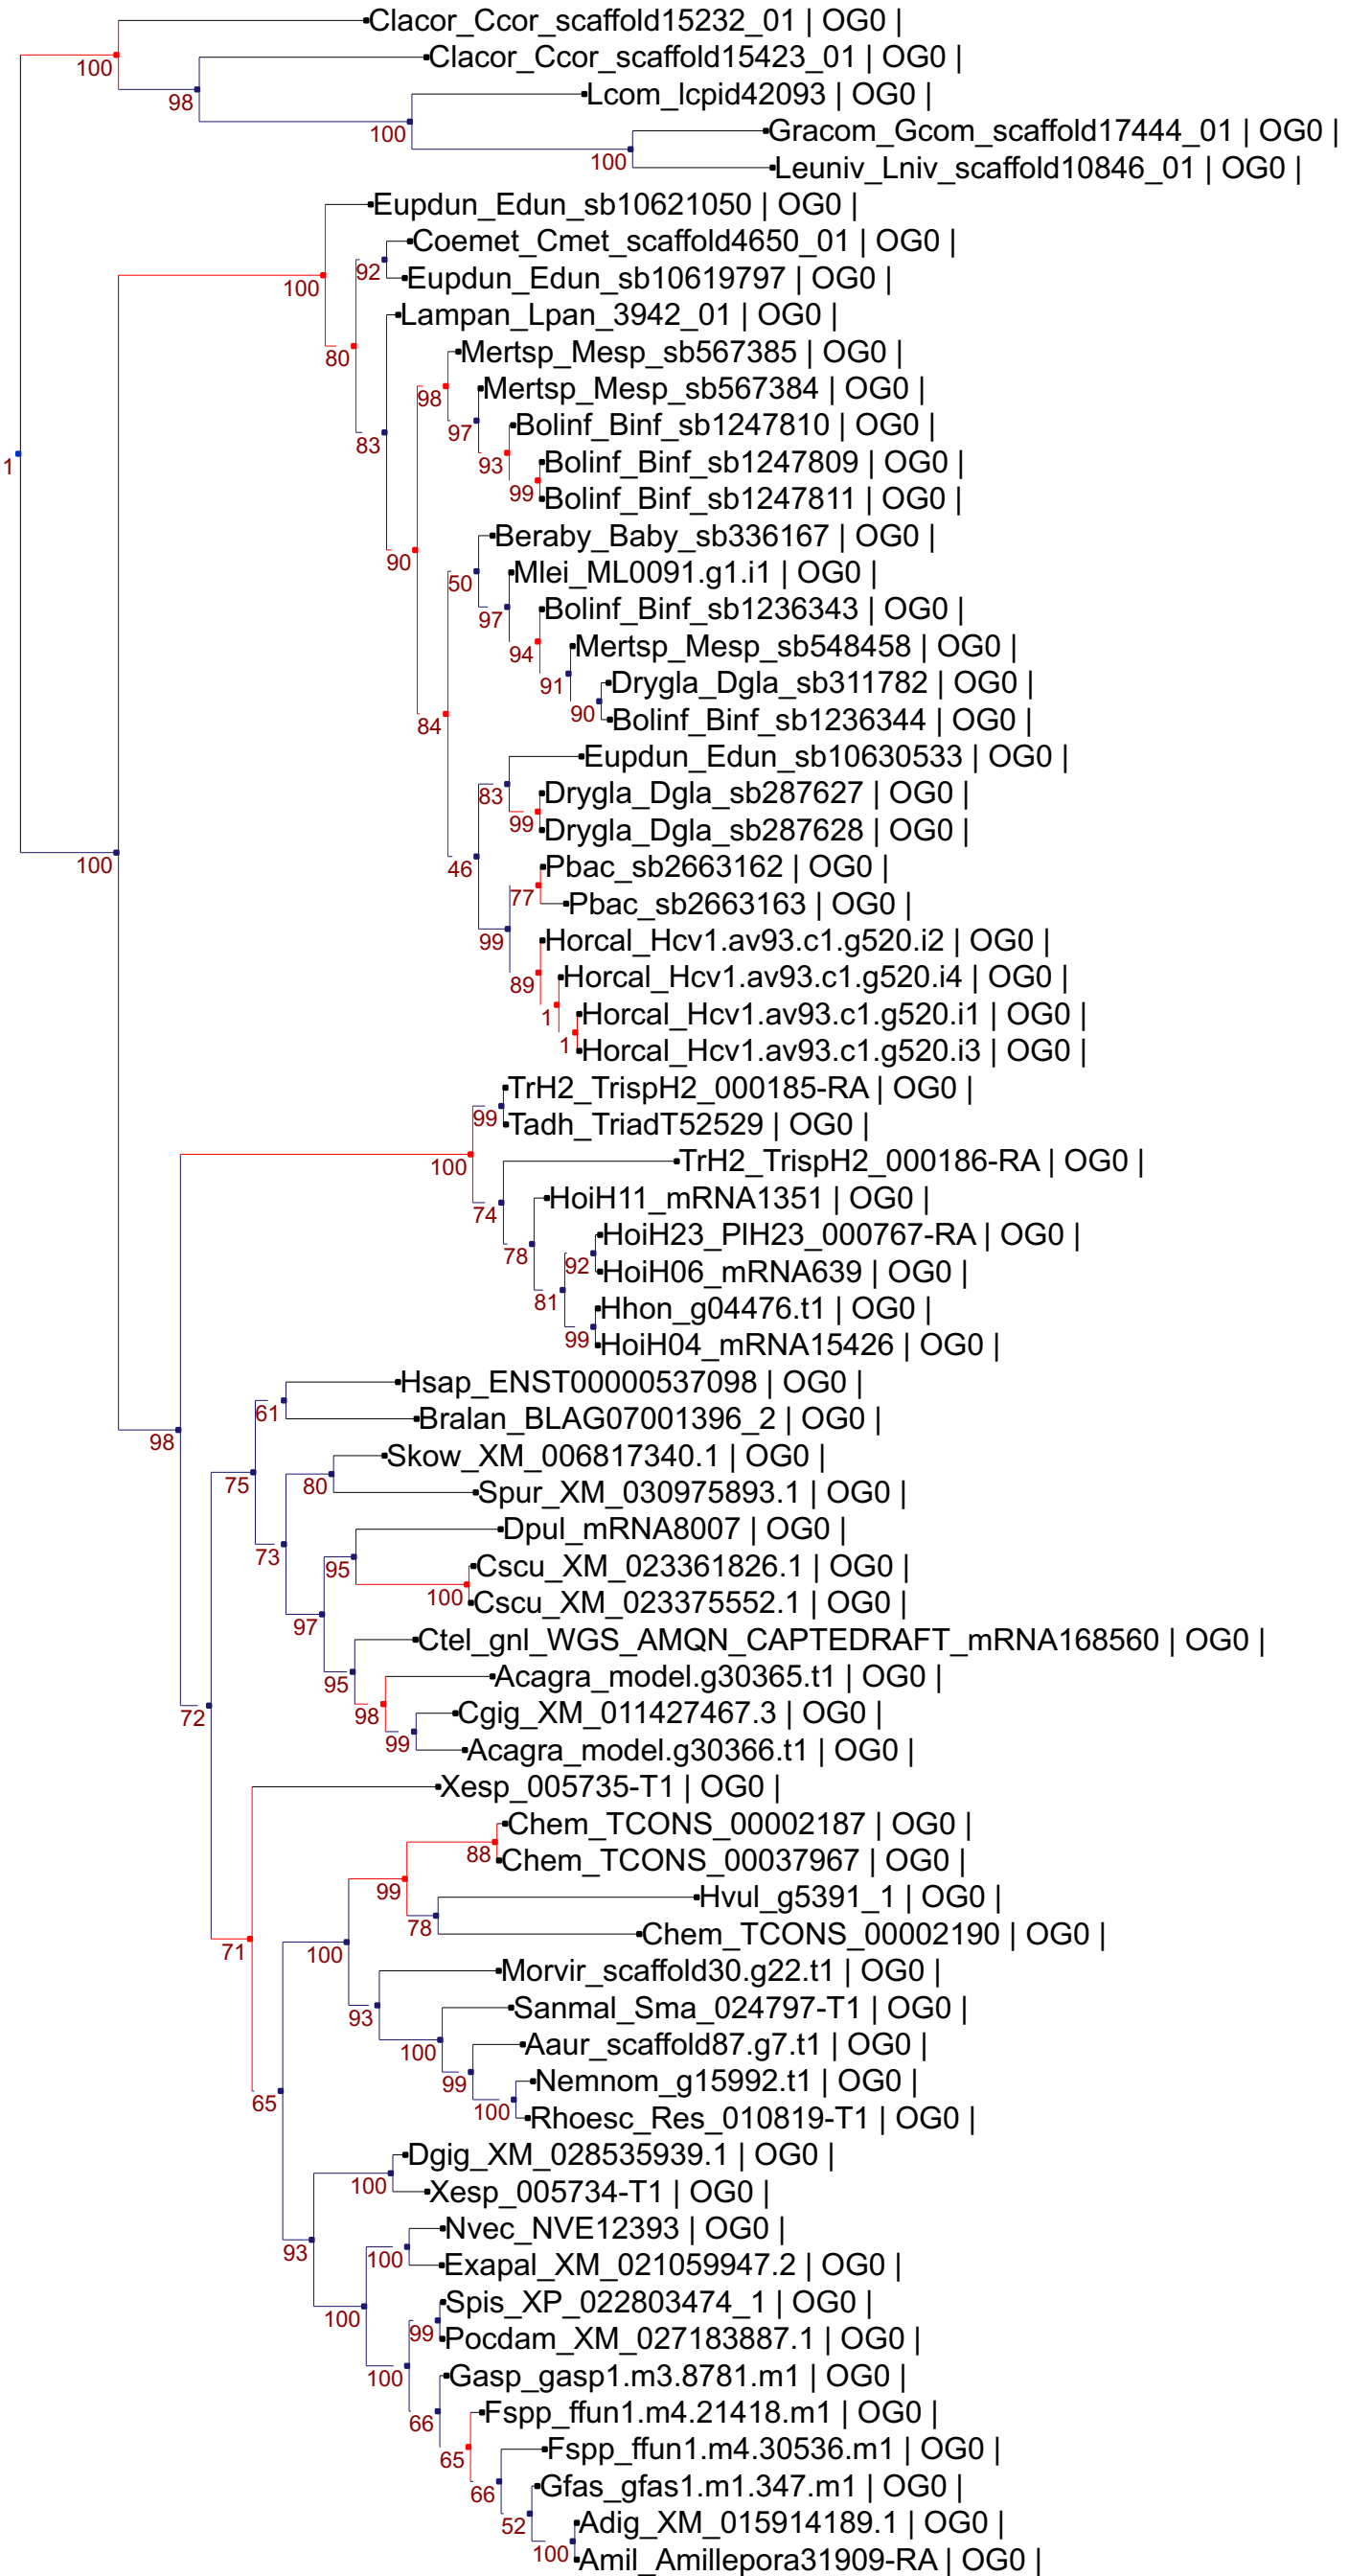 Clacor_Ccor_scaffold15232_01 | OG0 |
100
Clacor_Ccor_scaffold15423_01 | OG0 |
98
Lcom_lcpid42093 | OG0 |
100
Gracom_Gcom_scaffold17444_01 | OG0 |
100
Leuniv_Lniv_scaffold10846_01 | OG0 |
Eupdun_Edun_sb10621050 | OG0 |
Coemet_Cmet_scaffold4650_01 | OG0 |
92
Eupdun_Edun_sb10619797 | OG0 |
100
Lampan_Lpan_3942_01 | OG0 |
80
Mertsp_Mesp_sb567385 | OG0 |
Mertsp_Mesp_sb567384 | OG0 |
98
Bolinf_Binf_sb1247810 | OG0 |
97
83
Bolinf_Binf_sb1247809 | OG0 |
93
1
99
Bolinf_Binf_sb1247811 | OG0 |
Beraby_Baby_sb336167 | OG0 |
90
Mlei_ML0091.g1.i1 | OG0 |
50
Bolinf_Binf_sb1236343 | OG0 |
97
Mertsp_Mesp_sb548458 | OG0 |
94
Drygla_Dgla_sb311782 | OG0 |
91
90
Bolinf_Binf_sb1236344 | OG0 |
84
Eupdun_Edun_sb10630533 | OG0 |
Drygla_Dgla_sb287627 | OG0 |
83
99
Drygla_Dgla_sb287628 | OG0 |
100
46
Pbac_sb2663162 | OG0 |
77
Pbac_sb2663163 | OG0 |
99
Horcal_Hcv1.av93.c1.g520.i2 | OG0 |
Horcal_Hcv1.av93.c1.g520.i4 | OG0 |
89
Horcal_Hcv1.av93.c1.g520.i1 | OG0 |
1
1
Horcal_Hcv1.av93.c1.g520.i3 | OG0 |
TrH2_TrispH2_000185-RA | OG0 |
99
Tadh_TriadT52529 | OG0 |
100
TrH2_TrispH2_000186-RA | OG0 |
HoiH11_mRNA1351 | OG0 |
74
HoiH23_PlH23_000767-RA | OG0 |
78
92
HoiH06_mRNA639 | OG0 |
81
Hhon_g04476.t1 | OG0 |
99
HoiH04_mRNA15426 | OG0 |
Hsap_ENST00000537098 | OG0 |
61
Bralan_BLAG07001396_2 | OG0 |
98
Skow_XM_006817340.1 | OG0 |
75
80
Spur_XM_030975893.1 | OG0 |
Dpul_mRNA8007 | OG0 |
73
95
Cscu_XM_023361826.1 | OG0 |
100
Cscu_XM_023375552.1 | OG0 |
97
Ctel_gnl_WGS_AMQN_CAPTEDRAFT_mRNA168560 | OG0 |
95
Acagra_model.g30365.t1 | OG0 |
72
98
Cgig_XM_011427467.3 | OG0 |
99
Acagra_model.g30366.t1 | OG0 |
Xesp_005735-T1 | OG0 |
Chem_TCONS_00002187 | OG0 |
88
Chem_TCONS_00037967 | OG0 |
99
Hvul_g5391_1 | OG0 |
78
Chem_TCONS_00002190 | OG0 |
71
100
Morvir_scaffold30.g22.t1 | OG0 |
93
Sanmal_Sma_024797-T1 | OG0 |
100
Aaur_scaffold87.g7.t1 | OG0 |
99
Nemnom_g15992.t1 | OG0 |
65
100
Rhoesc_Res_010819-T1 | OG0 |
Dgig_XM_028535939.1 | OG0 |
100
Xesp_005734-T1 | OG0 |
Nvec_NVE12393 | OG0 |
93
100
Exapal_XM_021059947.2 | OG0 |
Spis_XP_022803474_1 | OG0 |
100
99
Pocdam_XM_027183887.1 | OG0 |
100
Gasp_gasp1.m3.8781.m1 | OG0 |
66
Fspp_ffun1.m4.21418.m1 | OG0 |
65
Fspp_ffun1.m4.30536.m1 | OG0 |
66
Gfas_gfas1.m1.347.m1 | OG0 |
52
Adig_XM_015914189.1 | OG0 |
100
Amil_Amillepora31909-RA | OG0 |